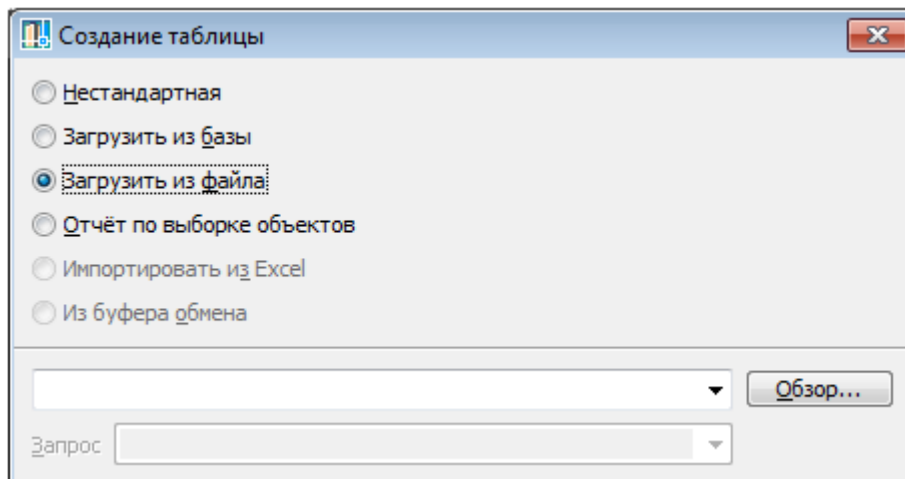 Создание таблицы
Нестандартная
Загрузить из базы
Загрузить из файла
Отчёт по выборке объектов
Импортировать из Excel
Из буфера обмена
Обзор...
Запрос